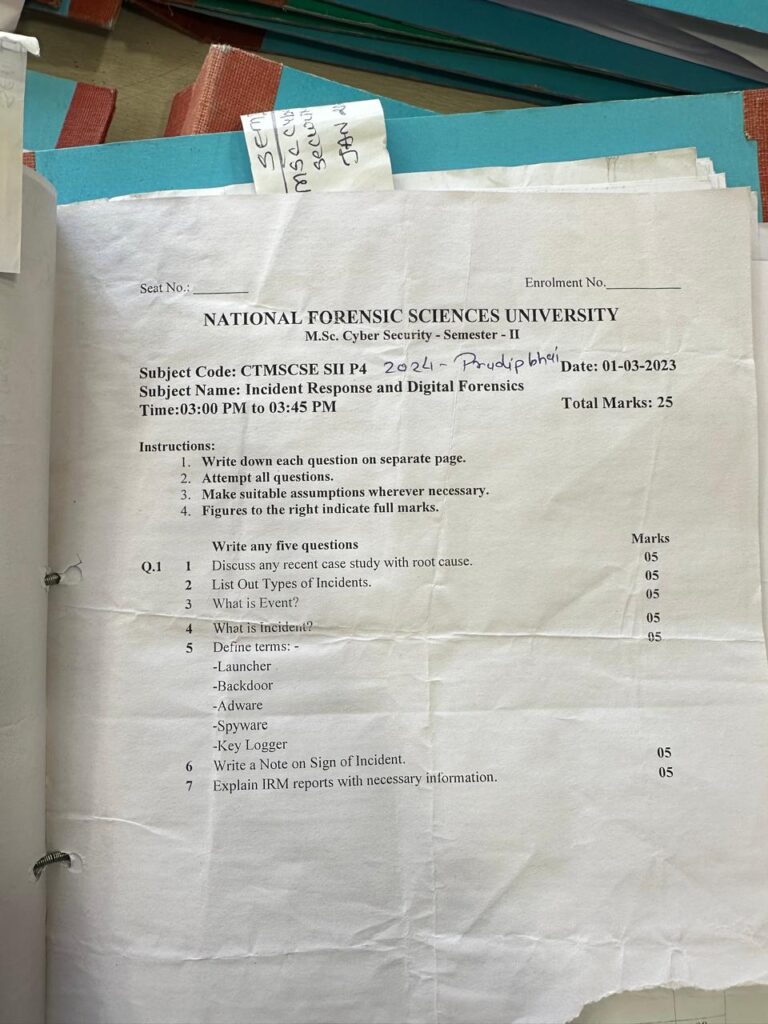 SEM
MSC CYB
SECURI
JAN 2
Seat No.: ________
Enrolment No.__________
NATIONAL FORENSIC SCIENCES UNIVERSITY
M.Sc. Cyber Security - Semester - II
Subject Code: CTMSCSE SII P4 2024 - Pradipbhai Date: 01-03-2023
Subject Name: Incident Response and Digital Forensics
Time:03:00 PM to 03:45 PM Total Marks: 25
Instructions:
1. Write down each question on separate page.
2. Attempt all questions.
3. Make suitable assumptions wherever necessary.
4. Figures to the right indicate full marks.
Write any five questions Marks
Q.1 1 Discuss any recent case study with root cause. 05
2 List Out Types of Incidents. 05
3 What is Event? 05
4 What is Incident? 05
5 Define terms: - 05
-Launcher
-Backdoor
-Adware
-Spyware
-Key Logger
6 Write a Note on Sign of Incident. 05
7 Explain IRM reports with necessary information. 05